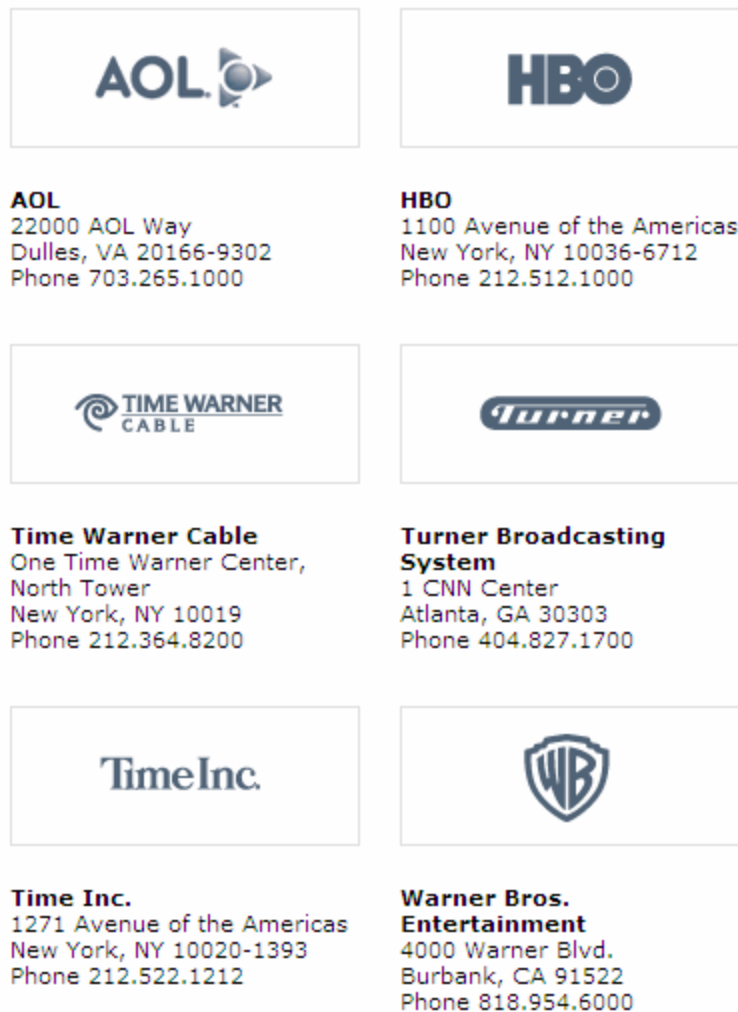 AOL
HBO
AOL
22000 AOL Way
Dulles, VA 20166-9302
Phone 703.265.1000
HBO
1100 Avenue of the Americas
New York, NY 10036-6712
Phone 212.512.1000
TIME WARNER
CABLE
Turner
Time Warner Cable
One Time Warner Center,
North Tower
New York, NY 10019
Phone 212.364.8200
Turner Broadcasting
System
1 CNN Center
Atlanta, GA 30303
Phone 404.827.1700
Time Inc.
WB
Time Inc.
1271 Avenue of the Americas
New York, NY 10020-1393
Phone 212.522.1212
Warner Bros.
Entertainment
4000 Warner Blvd.
Burbank, CA 91522
Phone 818.954.6000